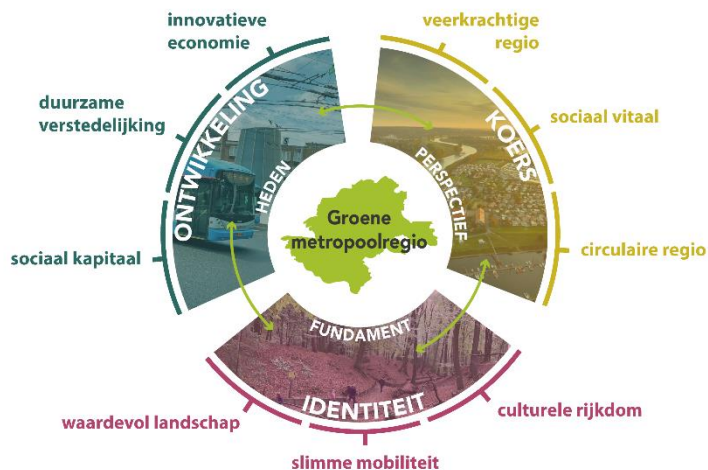 innovatieve
economie
duurzame
verstedelijking
sociaal kapitaal
ONTWIKKELING
HEDEN
veerkrachtige
regio
sociaal vitaal
circulaire regio
KOERS
PERSPECTIEF
Groene
metropoolregio
FUNDAMENT
IDENTITEIT
waardevol landschap
slimme mobiliteit
culturele rijkdom